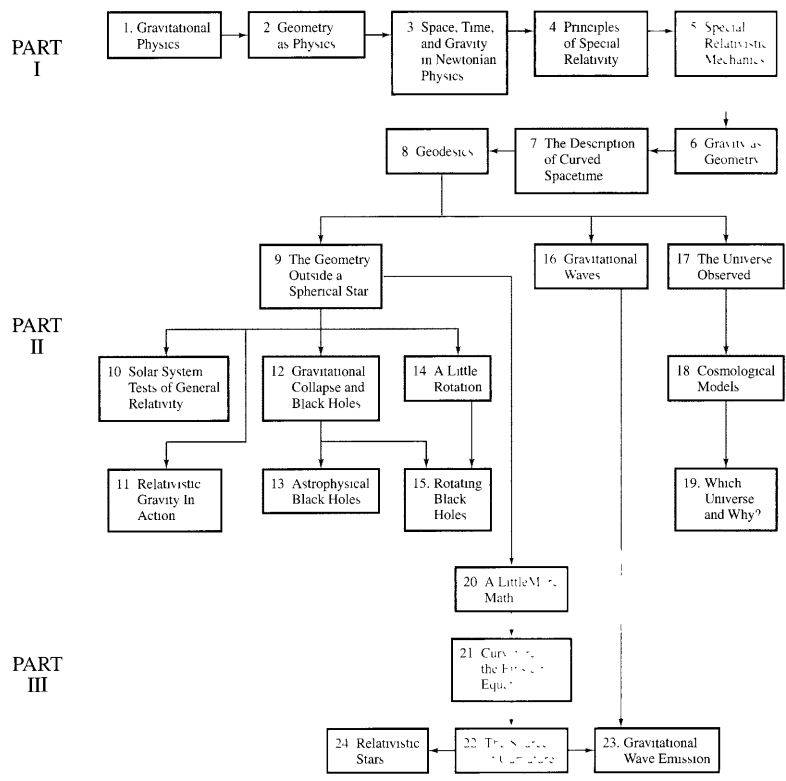 PART
I
1. Gravitational
Physics
2 Geometry
as Physics
3 Space, Time,
and Gravity
in Newtonian
Physics
4 Principles
of Special
Relativity
5 Special
Relativistic
Mechanics
8 Geodesics
7 The Description
of Curved
Spacetime
6 Gravity as
Geometry
PART
II
9 The Geometry
Outside a
Spherical Star
16 Gravitational
Waves
17 The Universe
Observed
10 Solar System
Tests of General
Relativity
12 Gravitational
Collapse and
Black Holes
14 A Little
Rotation
18 Cosmological
Models
11 Relativistic
Gravity In
Action
13 Astrophysical
Black Holes
15. Rotating
Black
Holes
19. Which
Universe
and Why?
PART
III
20 A Little
Math
21
the
22
24 Relativistic
Stars
23. Gravitational
Wave Emission